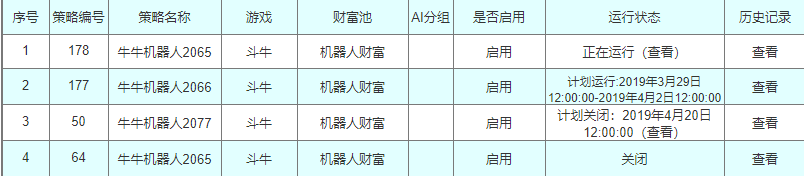 序号 策略编号 策略名称 游戏 财富池 AI分组 是否启用 运行状态 历史记录
1 178 牛牛机器人2065 斗牛 机器人财富 启用 正在运行（查看） 查看
2 177 牛牛机器人2066 斗牛 机器人财富 启用 计划运行:2019年3月29日
12:00:00-2019年4月2日12:00:00 查看
3 50 牛牛机器人2077 斗牛 机器人财富 启用 计划关闭：2019年4月20日
12:00:00（查看） 查看
4 64 牛牛机器人2065 斗牛 机器人财富 启用 关闭 查看